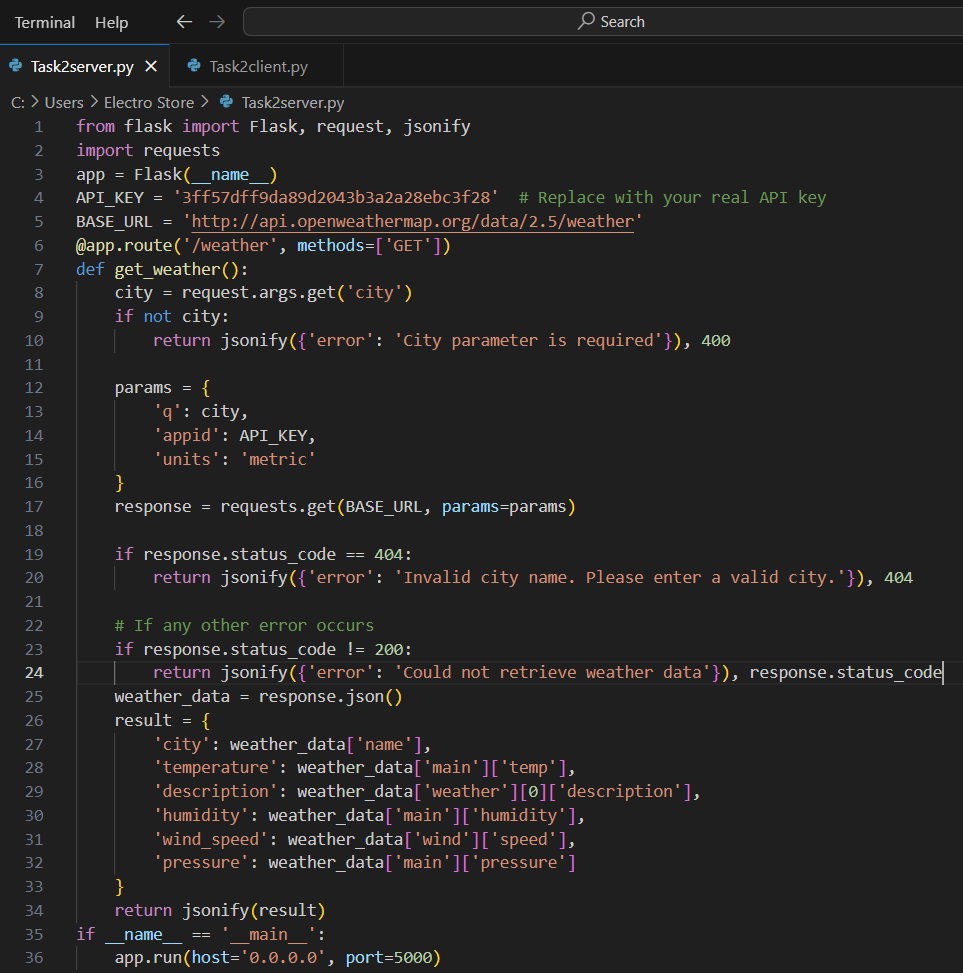 Terminal Help Search
Task2server.py Task2client.py
C: > Users > Electro Store > Task2server.py
1 from flask import Flask, request, jsonify
2 import requests
3 app = Flask(__name__)
4 API_KEY = '3ff57dff9da89d2043b3a2a28ebc3f28' # Replace with your real API key
5 BASE_URL = 'http://api.openweathermap.org/data/2.5/weather'
6 @app.route('/weather', methods=['GET'])
7 def get_weather():
8     city = request.args.get('city')
9     if not city:
10         return jsonify({'error': 'City parameter is required'}), 400
11
12     params = {
13         'q': city,
14         'appid': API_KEY,
15         'units': 'metric'
16     }
17     response = requests.get(BASE_URL, params=params)
18
19     if response.status_code == 404:
20         return jsonify({'error': 'Invalid city name. Please enter a valid city.'}), 404
21
22     # If any other error occurs
23     if response.status_code != 200:
24         return jsonify({'error': 'Could not retrieve weather data'}), response.status_code
25     weather_data = response.json()
26     result = {
27         'city': weather_data['name'],
28         'temperature': weather_data['main']['temp'],
29         'description': weather_data['weather'][0]['description'],
30         'humidity': weather_data['main']['humidity'],
31         'wind_speed': weather_data['wind']['speed'],
32         'pressure': weather_data['main']['pressure']
33     }
34     return jsonify(result)
35 if __name__ == '__main__':
36     app.run(host='0.0.0.0', port=5000)